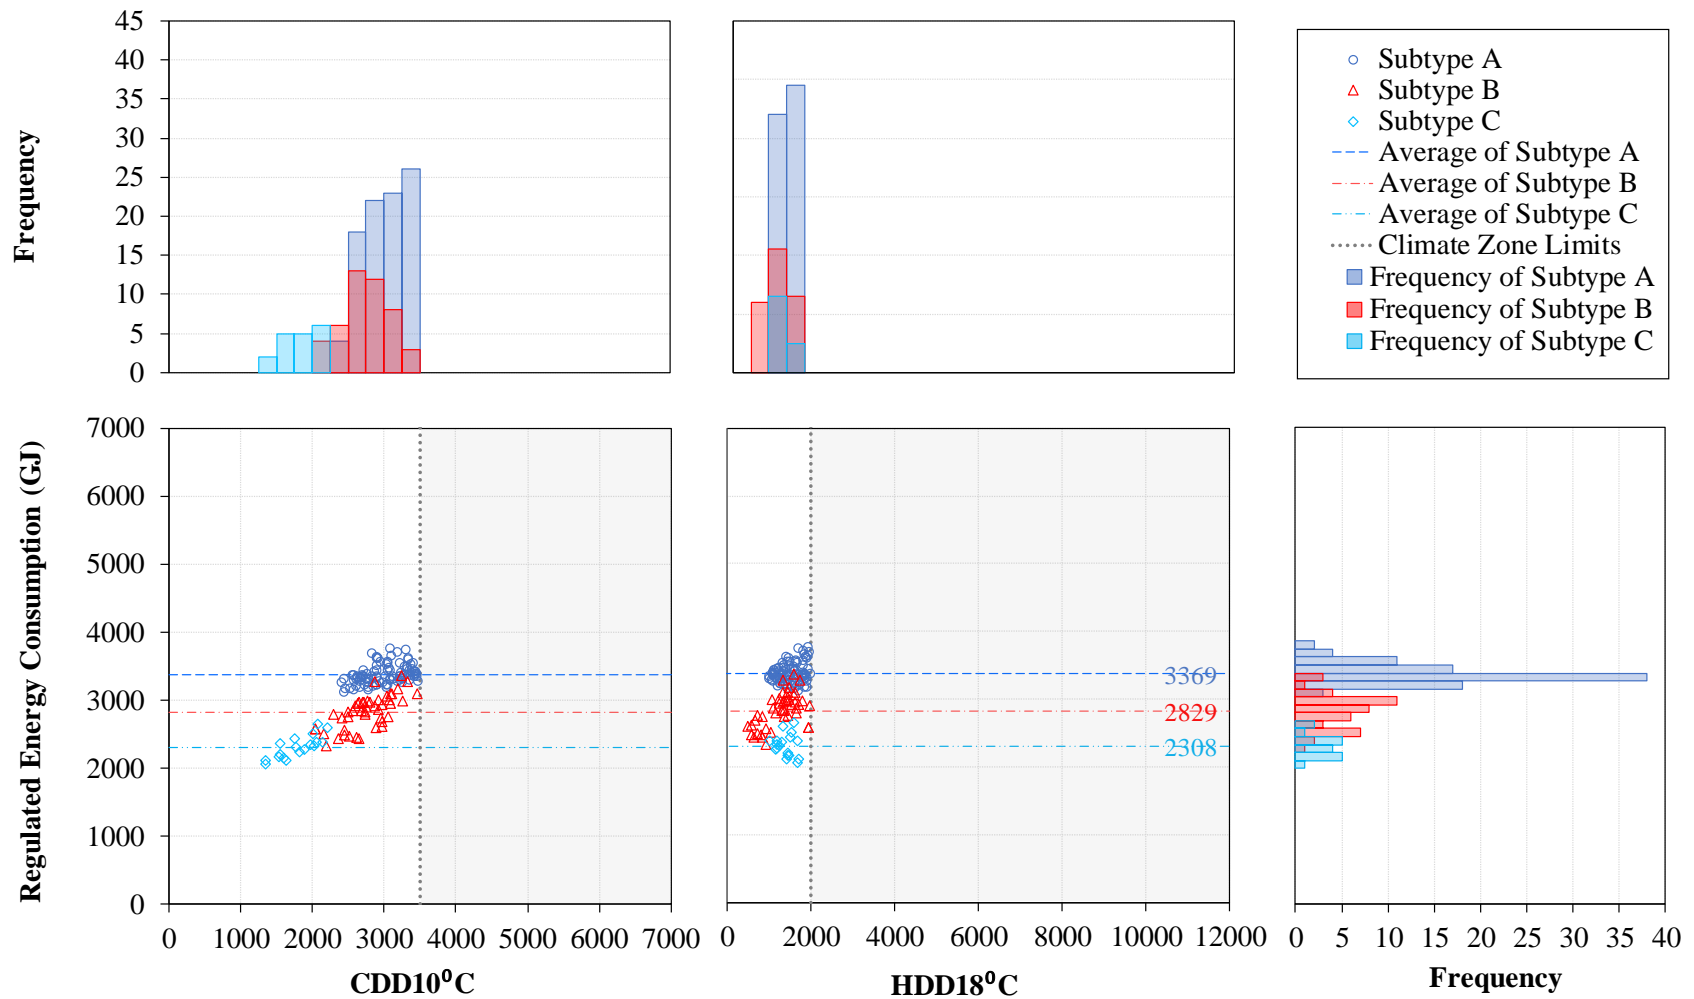 45
40
35
30
25
20
15
10
5
0
Frequency
Subtype A
Subtype B
Subtype C
Average of Subtype A
Average of Subtype B
Average of Subtype C
Climate Zone Limits
Frequency of Subtype A
Frequency of Subtype B
Frequency of Subtype C
7000
6000
5000
4000
3000
2000
1000
0
Regulated Energy Consumption (GJ)
0 1000 2000 3000 4000 5000 6000 7000
CDD10⁰C
3369
2829
2308
0 2000 4000 6000 8000 10000 12000
HDD18⁰C
0 5 10 15 20 25 30 35 40
Frequency